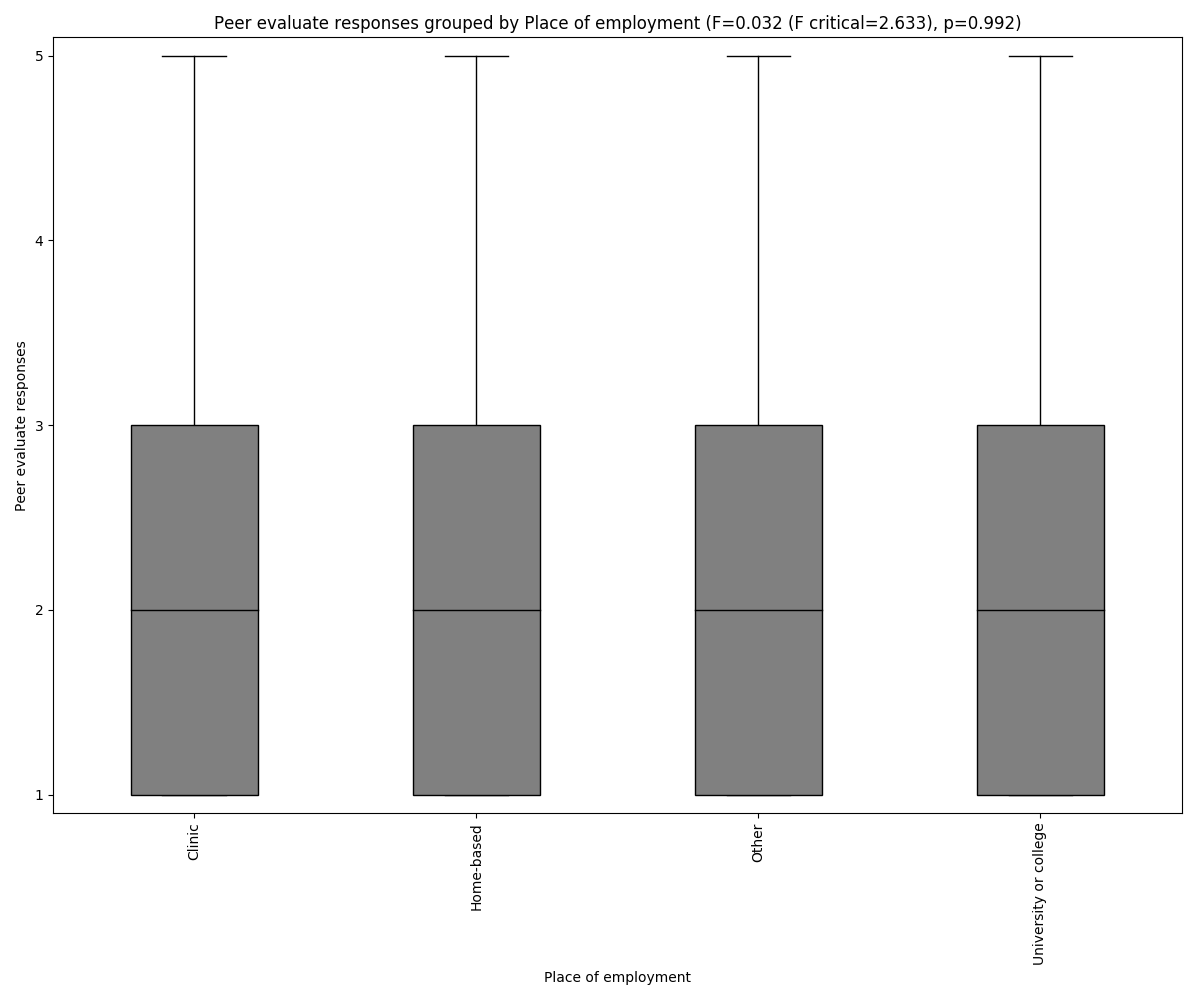 Peer evaluate responses grouped by Place of employment (F=0.032 (F critical=2.633), p=0.992)
Peer evaluate responses
5
4
3
2
1
Clinic
Home-based
Other
University or college
Place of employment